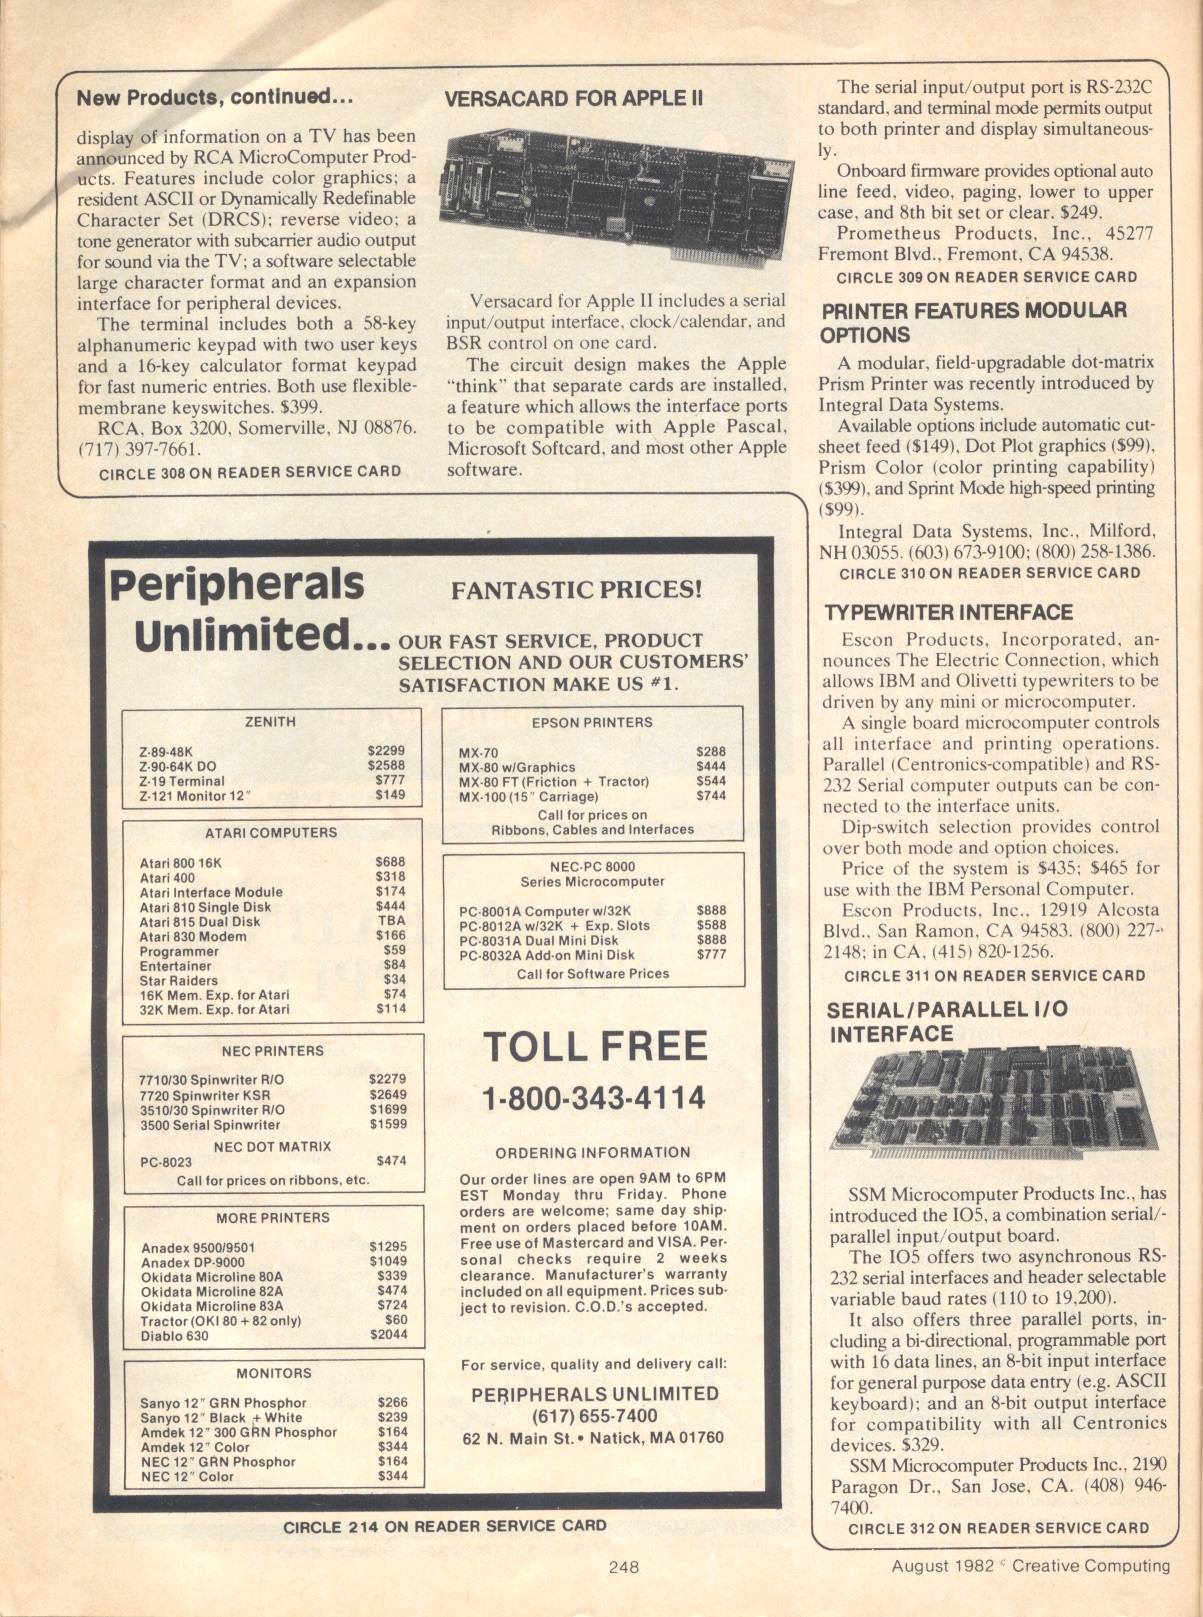 New Products, continued...
display of information on a TV has been
announced by RCA MicroComputer Prod-
ucts. Features include color graphics; a
resident ASCII or Dynamically Redefinable
Character Set (DRCS); reverse video; a
tone generator with subcarrier audio output
for sound via the TV; a software selectable
large character format and an expansion
interface for peripheral devices.
The terminal includes both a 58-key
alphanumeric keypad with two user keys
and a 16-key calculator format keypad
for fast numeric entries. Both use flexible-
membrane keyswitches. $399.
RCA, Box 3200, Somerville, NJ 08876.
(717) 397-7661.
CIRCLE 308 ON READER SERVICE CARD
VERSACARD FOR APPLE II
Versacard for Apple II includes a serial
input/output interface, clock/calendar, and
BSR control on one card.
The circuit design makes the Apple
"think" that separate cards are installed,
a feature which allows the interface ports
to be compatible with Apple Pascal,
Microsoft Softcard, and most other Apple
software.
The serial input/output port is RS-232C
standard, and terminal mode permits output
to both printer and display simultaneous-
ly.
Onboard firmware provides optional auto
line feed, video, paging, lower to upper
case, and 8th bit set or clear. $249.
Prometheus Products, Inc., 45277
Fremont Blvd., Fremont, CA 94538.
CIRCLE 309 ON READER SERVICE CARD
PRINTER FEATURES MODULAR
OPTIONS
A modular, field-upgradable dot-matrix
Prism Printer was recently introduced by
Integral Data Systems.
Available options include automatic cut-
sheet feed ($149), Dot Plot graphics ($99),
Prism Color (color printing capability)
($399), and Sprint Mode high-speed printing
($99).
Integral Data Systems, Inc., Milford,
NH 03055. (603) 673-9100; (800) 258-1386.
CIRCLE 310 ON READER SERVICE CARD
TYPEWRITER INTERFACE
Escon Products, Incorporated, an-
nounces The Electric Connection, which
allows IBM and Olivetti typewriters to be
driven by any mini or microcomputer.
A single board microcomputer controls
all interface and printing operations.
Parallel (Centronics-compatible) and RS-
232 Serial computer outputs can be con-
nected to the interface units.
Dip-switch selection provides control
over both mode and option choices.
Price of the system is $435; $465 for
use with the IBM Personal Computer.
Escon Products, Inc., 12919 Alcosta
Blvd., San Ramon, CA 94583. (800) 227-
2148; in CA, (415) 820-1256.
CIRCLE 311 ON READER SERVICE CARD
SERIAL/PARALLEL I/O
INTERFACE
SSM Microcomputer Products Inc., has
introduced the IO5, a combination serial/-
parallel input/output board.
The IO5 offers two asynchronous RS-
232 serial interfaces and header selectable
variable baud rates (110 to 19,200).
It also offers three parallel ports, in-
cluding a bi-directional, programmable port
with 16 data lines, an 8-bit input interface
for general purpose data entry (e.g. ASCII
keyboard); and an 8-bit output interface
for compatibility with all Centronics
devices. $329.
SSM Microcomputer Products Inc., 2190
Paragon Dr., San Jose, CA. (408) 946-
7400.
CIRCLE 312 ON READER SERVICE CARD
Peripherals
Unlimited...
FANTASTIC PRICES!
OUR FAST SERVICE, PRODUCT
SELECTION AND OUR CUSTOMERS'
SATISFACTION MAKE US #1.
ZENITH
Z-89-48K $2299
Z-90-64K DO $2588
Z-19 Terminal $777
Z-121 Monitor 12" $149
ATARI COMPUTERS
Atari 800 16K $688
Atari 400 $318
Atari Interface Module $174
Atari 810 Single Disk $444
Atari 815 Dual Disk TBA
Atari 830 Modem $166
Programmer $59
Entertainer $84
Star Raiders $34
16K Mem. Exp. for Atari $74
32K Mem. Exp. for Atari $114
NEC PRINTERS
7710/30 Spinwriter R/O $2279
7720 Spinwriter KSR $2649
3510/30 Spinwriter R/O $1699
3500 Serial Spinwriter $1599
NEC DOT MATRIX
PC-8023 $474
Call for prices on ribbons, etc.
MORE PRINTERS
Anadex 9500/9501 $1295
Anadex DP-9000 $1049
Okidata Microline 80A $339
Okidata Microline 82A $474
Okidata Microline 83A $724
Tractor (OKI 80 + 82 only) $60
Diablo 630 $2044
MONITORS
Sanyo 12" GRN Phosphor $266
Sanyo 12" Black + White $239
Amdek 12" 300 GRN Phosphor $164
Amdek 12" Color $344
NEC 12" GRN Phosphor $164
NEC 12" Color $344
EPSON PRINTERS
MX-70 $288
MX-80 w/Graphics $444
MX-80 FT (Friction + Tractor) $544
MX-100 (15" Carriage) $744
Call for prices on
Ribbons, Cables and Interfaces
NEC-PC 8000
Series Microcomputer
PC-8001A Computer w/32K $888
PC-8012A w/32K + Exp. Slots $588
PC-8031A Dual Mini Disk $888
PC-8032A Add-on Mini Disk $777
Call for Software Prices
TOLL FREE
1-800-343-4114
ORDERING INFORMATION
Our order lines are open 9AM to 6PM
EST Monday thru Friday. Phone
orders are welcome; same day ship-
ment on orders placed before 10AM.
Free use of Mastercard and VISA. Per-
sonal checks require 2 weeks
clearance. Manufacturer's warranty
included on all equipment. Prices sub-
ject to revision. C.O.D.'s accepted.
For service, quality and delivery call:
PERIPHERALS UNLIMITED
(617) 655-7400
62 N. Main St. • Natick, MA 01760
CIRCLE 214 ON READER SERVICE CARD
248
August 1982 © Creative Computing